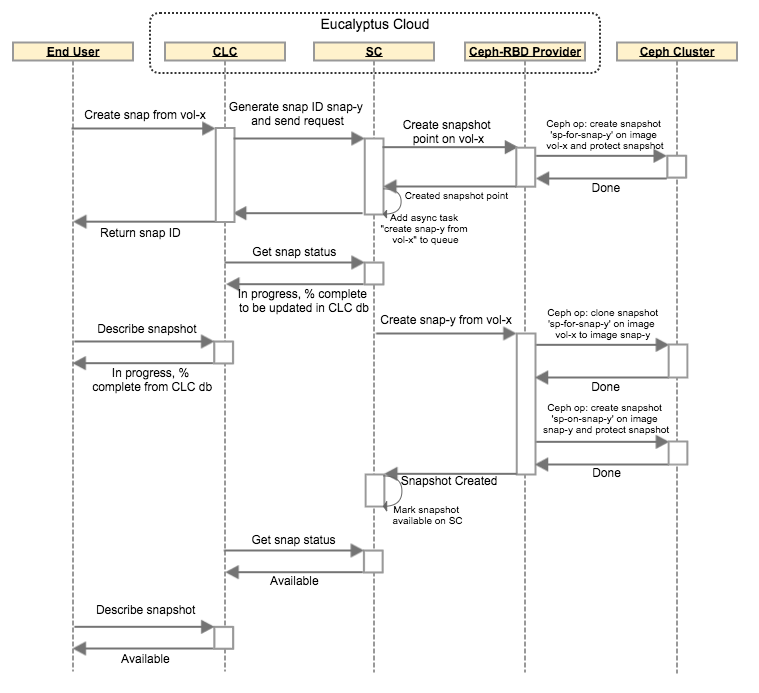 Eucalyptus Cloud
End User
CLC
SC
Ceph-RBD Provider
Ceph Cluster
Create snap from vol-x
Generate snap ID snap-y
and send request
Create snapshot
point on vol-x
Ceph op: create snapshot
'sp-for-snap-y' on image
vol-x and protect snapshot
Done
Created snapshot point
Add async task
"create snap-y from
vol-x" to queue
Return snap ID
Get snap status
In progress, % complete
to be updated in CLC db
Create snap-y from vol-x
Ceph op: clone snapshot
'sp-for-snap-y' on image
vol-x to image snap-y
Describe snapshot
In progress, %
complete from CLC db
Done
Ceph op: create snapshot
'sp-on-snap-y' on image
snap-y and protect snapshot
Done
Snapshot Created
Mark snapshot
available on SC
Get snap status
Available
Describe snapshot
Available